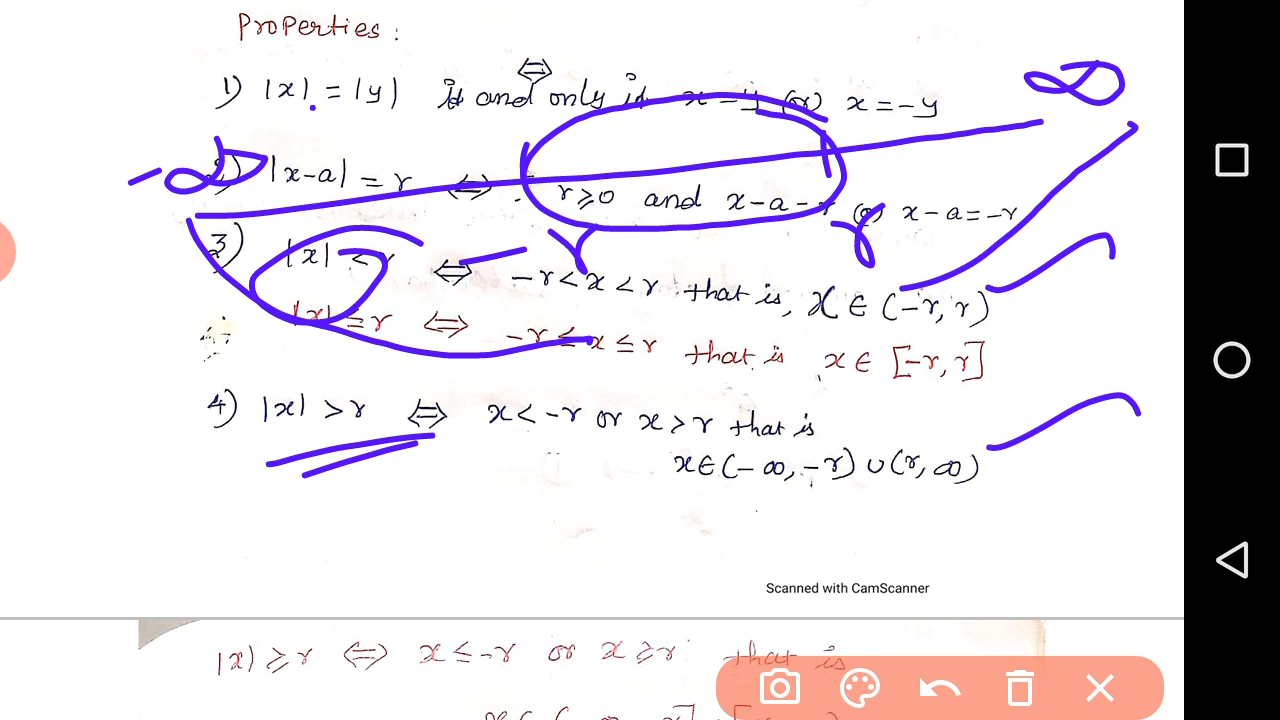 Properties:
1) |x| = |y| ⇔ if and only if x = y (or) x = -y
-∞ ∞
2) |x-a| = r ⇔ r ≥ 0 and x-a = r (or) x-a = -r
-r r
3) |x| < r ⇔ -r < x < r that is, x ∈ (-r, r)
|x| ≤ r ⇔ -r ≤ x ≤ r that is x ∈ [-r, r]
4) |x| > r ⇔ x < -r or x > r that is
x ∈ (-∞, -r) ∪ (r, ∞)
Scanned with CamScanner
|x| ≥ r ⇔ x ≤ -r or x ≥ r that is